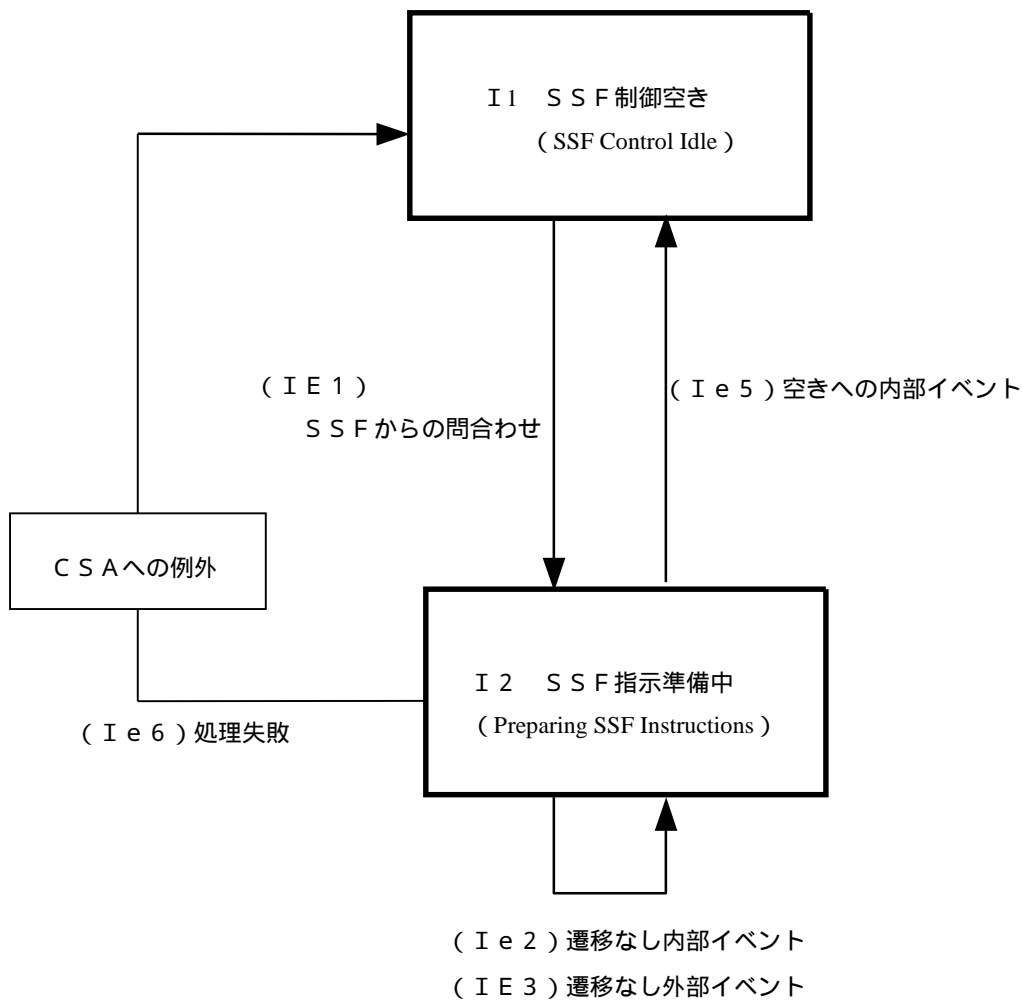 Ｉ1　ＳＳＦ制御空き
（SSF Control Idle）
（ＩＥ１）
ＳＳＦからの問合わせ
（Ｉｅ５）空きへの内部イベント
ＣＳＡへの例外
Ｉ２　ＳＳＦ指示準備中
（Preparing SSF Instructions）
（Ｉｅ６）処理失敗
（Ｉｅ２）遷移なし内部イベント
（ＩＥ３）遷移なし外部イベント